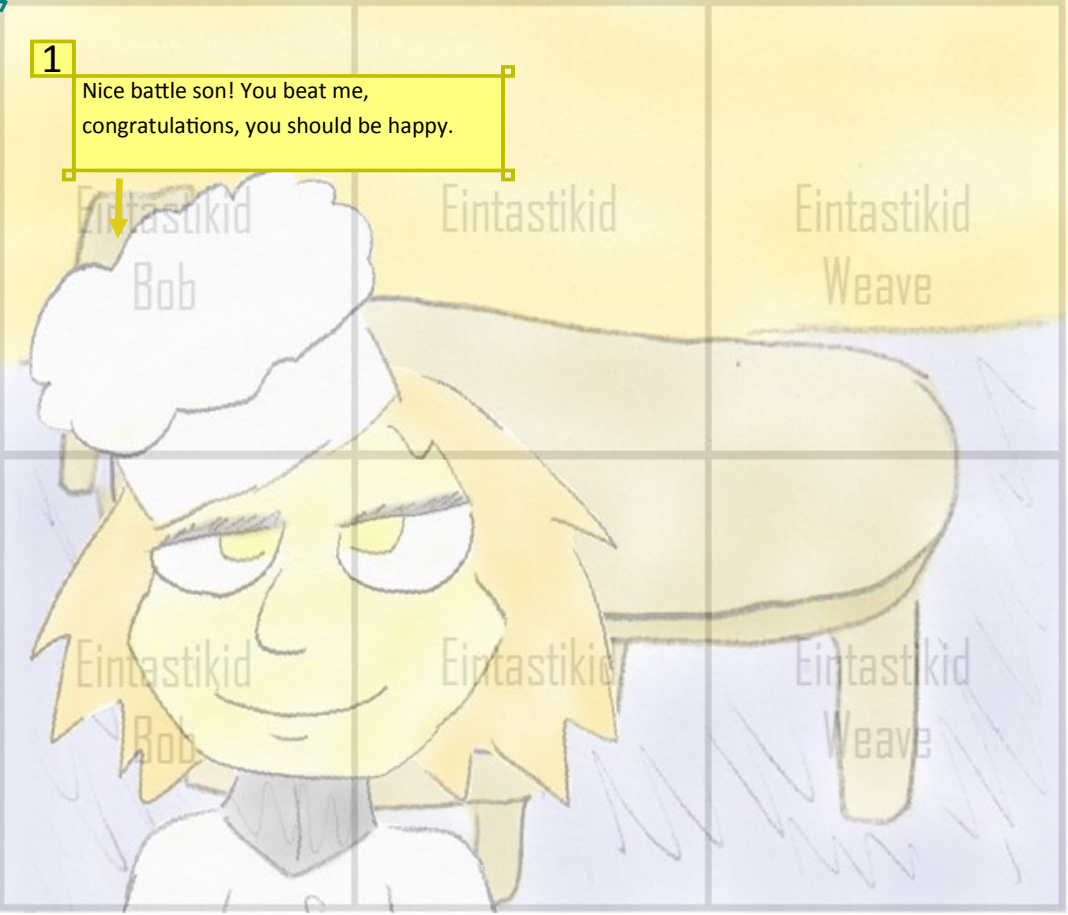 1
Nice battle son! You beat me,
congratulations, you should be happy.
Eintastikid
Eintastikid
Eintastikid
Bob
Weave
Eintastikid
Eintastikid
Eintastikid
Bob
Weave